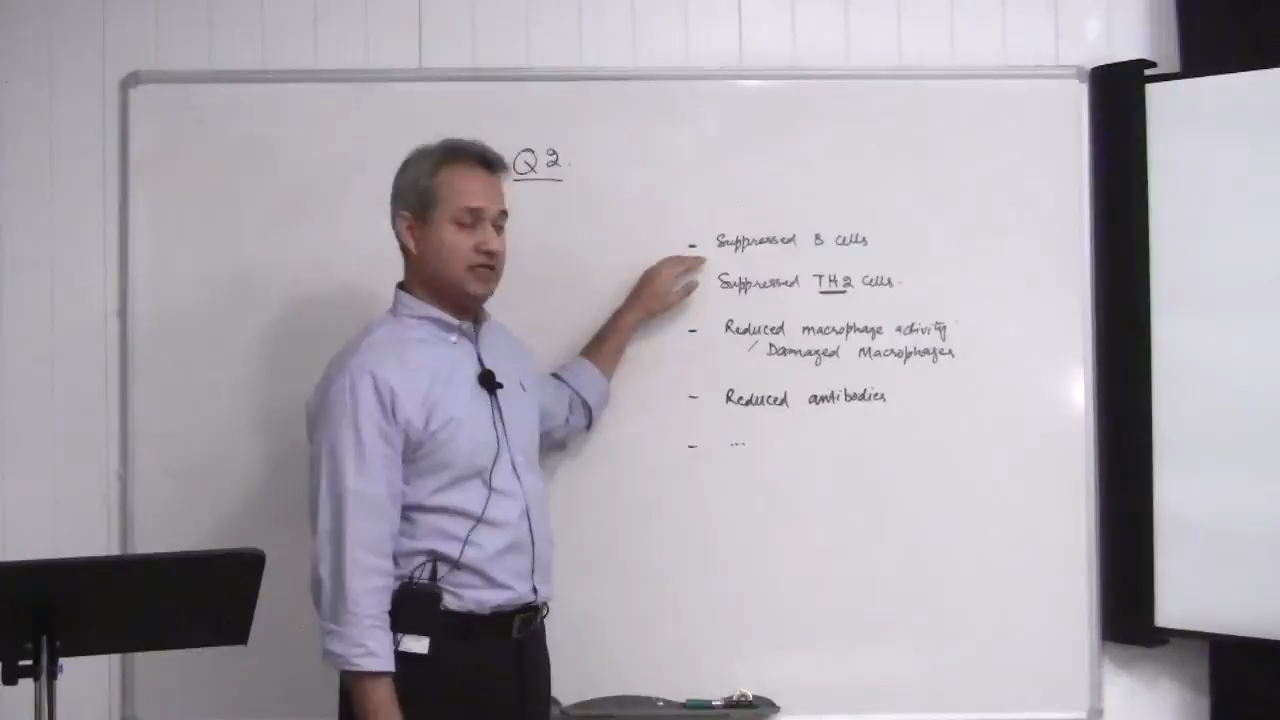 Q2.
- Suppressed B cells
Suppressed TH2 cells.
- Reduced macrophage activity
/ Damaged Macrophages
- Reduced antibodies
- ...